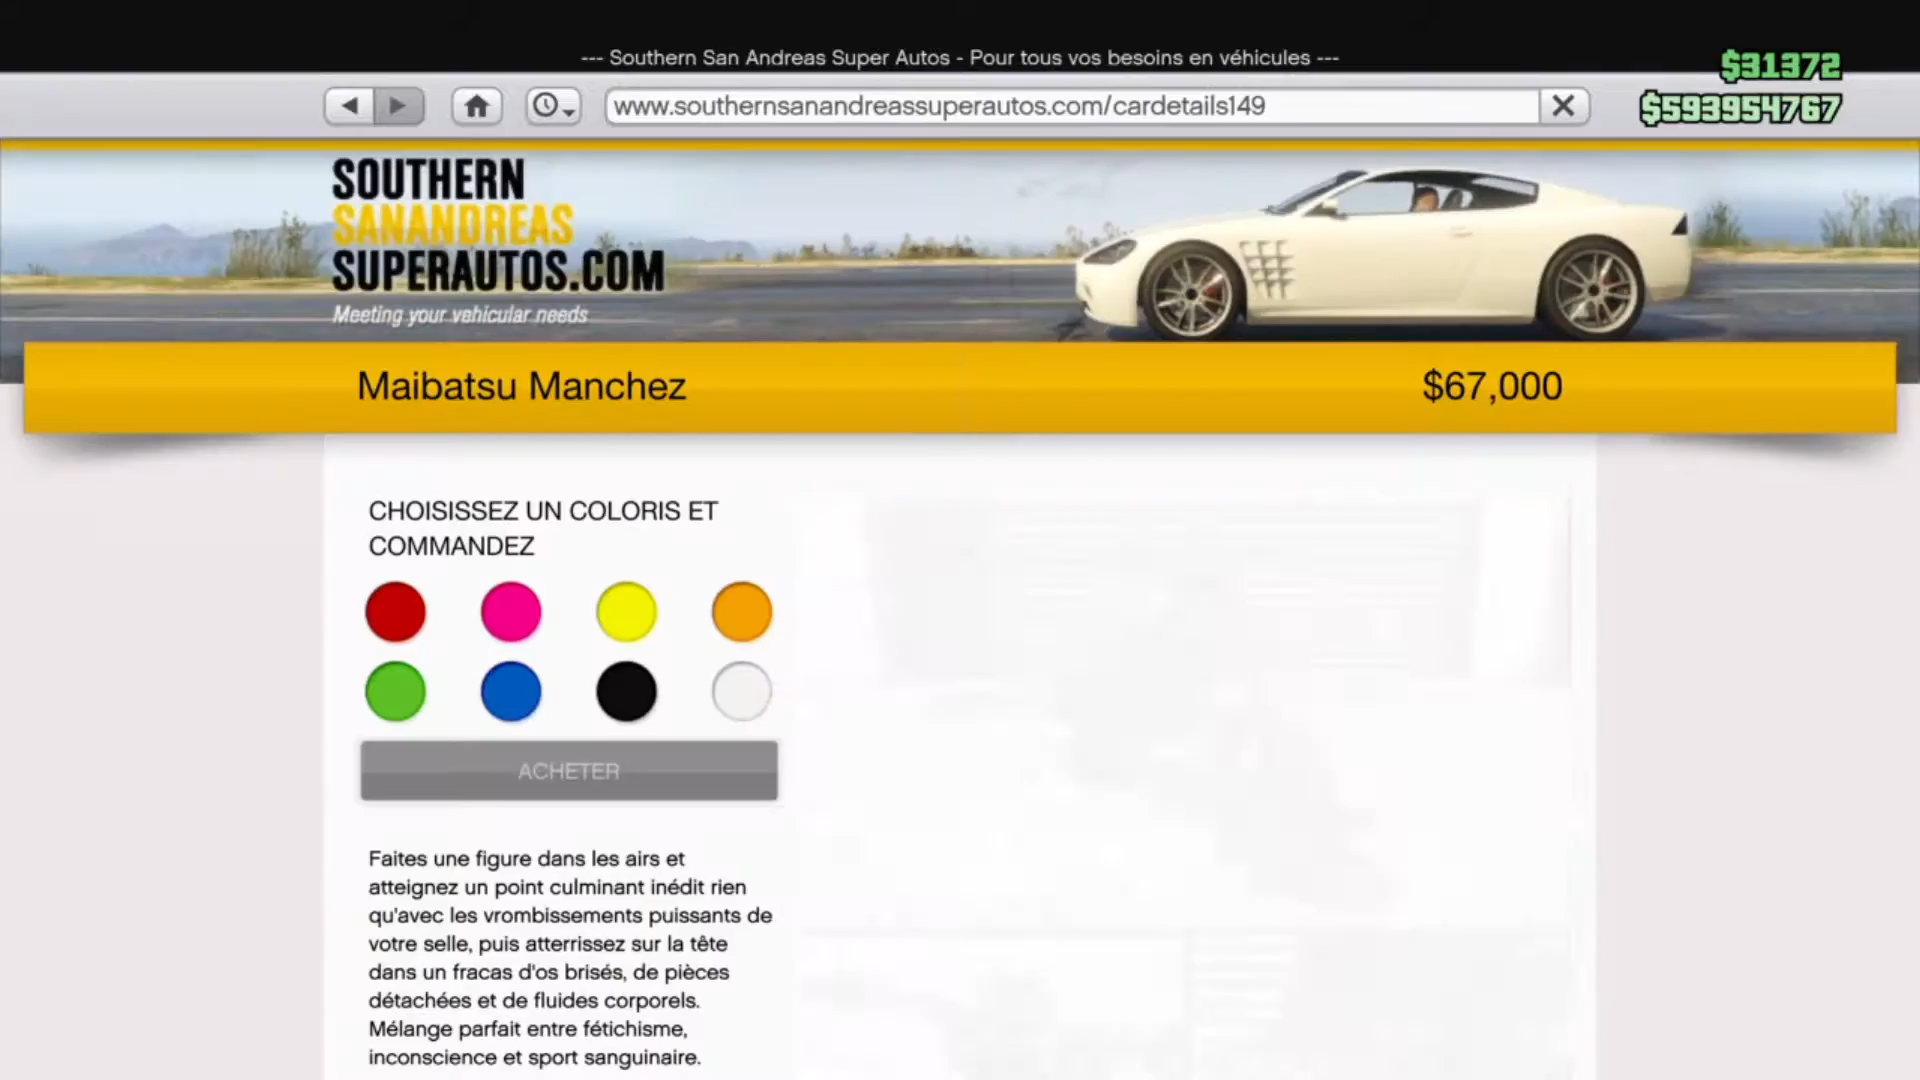 --- Southern San Andreas Super Autos - Pour tous vos besoins en véhicules ---
$31372
$593954767
www.southernsanandreassuperautos.com/cardetails149
SOUTHERN
SANANDREAS
SUPERAUTOS.COM
Meeting your vehicular needs
Maibatsu Manchez
$67,000
CHOISISSEZ UN COLORIS ET
COMMANDEZ
ACHETER
Faites une figure dans les airs et
atteignez un point culminant inédit rien
qu'avec les vrombissements puissants de
votre selle, puis atterrissez sur la tête
dans un fracas d'os brisés, de pièces
détachées et de fluides corporels.
Mélange parfait entre fétichisme,
inconscience et sport sanguinaire.